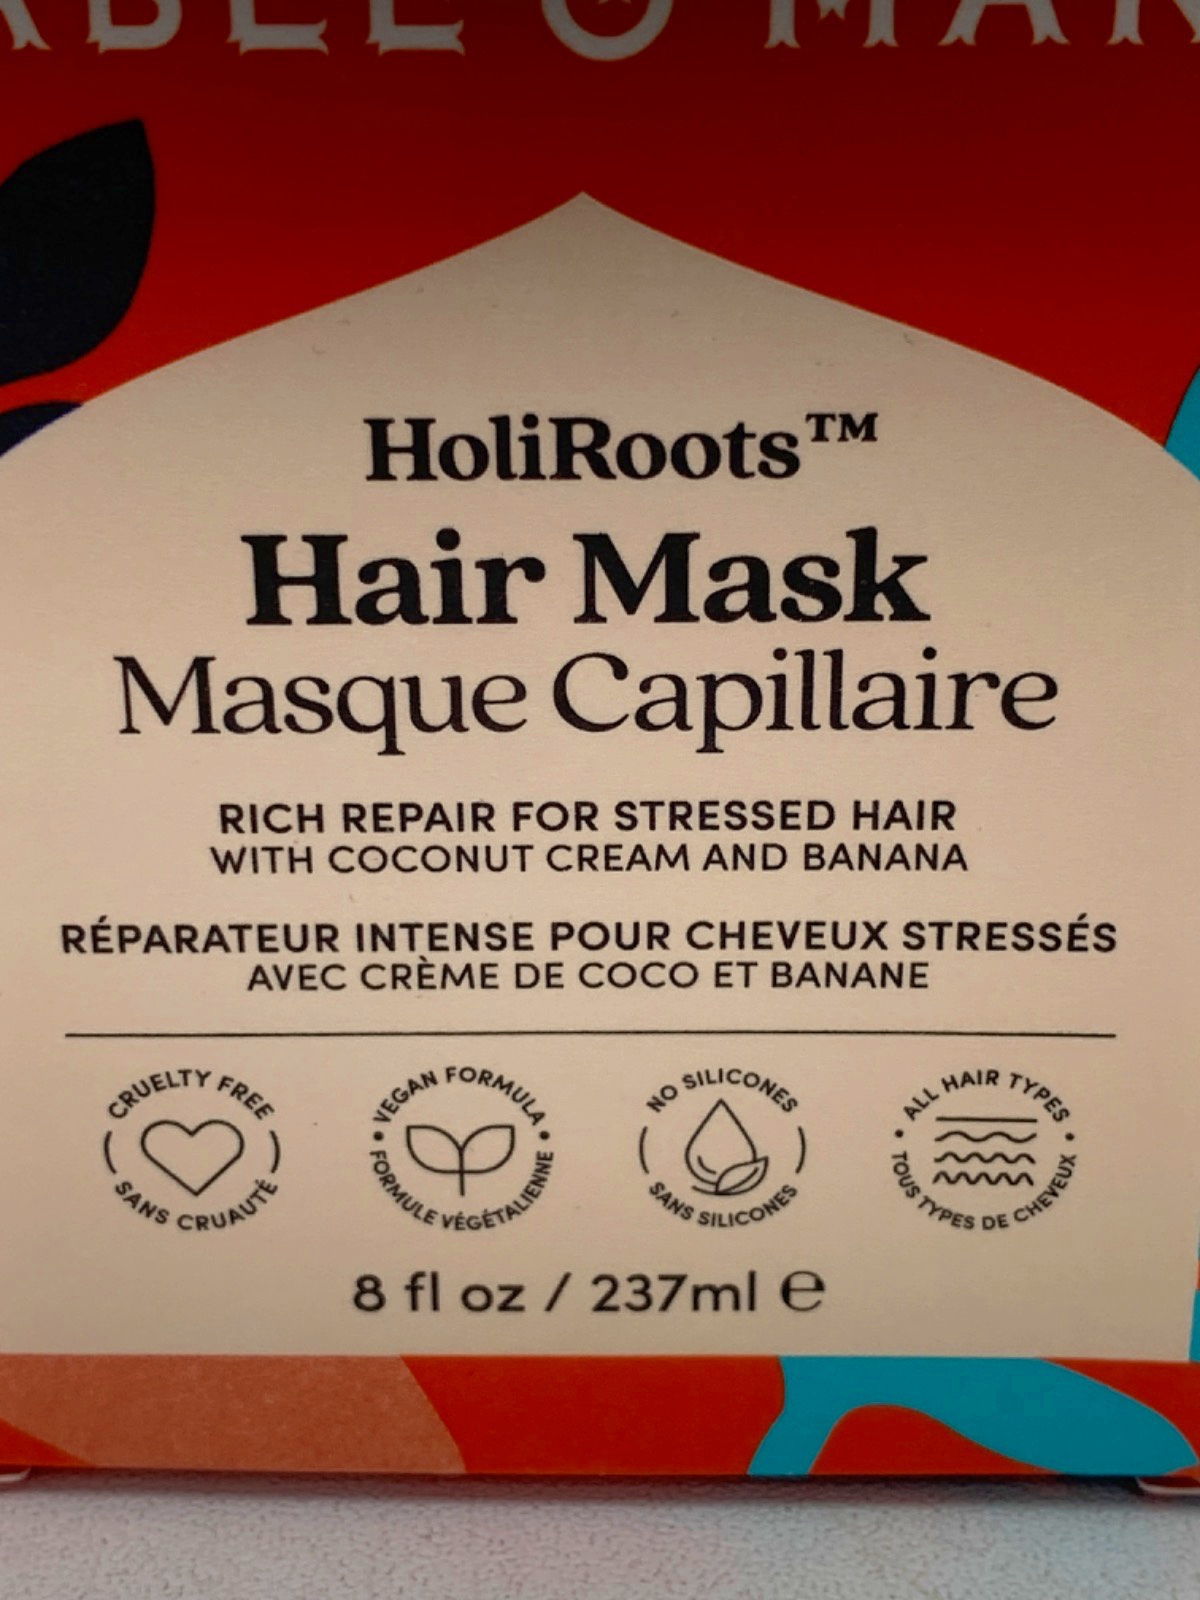 HoliRoots™
Hair Mask
Masque Capillaire
RICH REPAIR FOR STRESSED HAIR
WITH COCONUT CREAM AND BANANA
RÉPARATEUR INTENSE POUR CHEVEUX STRESSÉS
AVEC CRÈME DE COCO ET BANANE
CRUELTY FREE
SANS CRUAUTÉ
• VEGAN FORMULA •
FORMULE VÉGÉTALIENNE
NO SILICONES
SANS SILICONES
• ALL HAIR TYPES •
TOUS TYPES DE CHEVEUX
8 fl oz / 237ml ℮